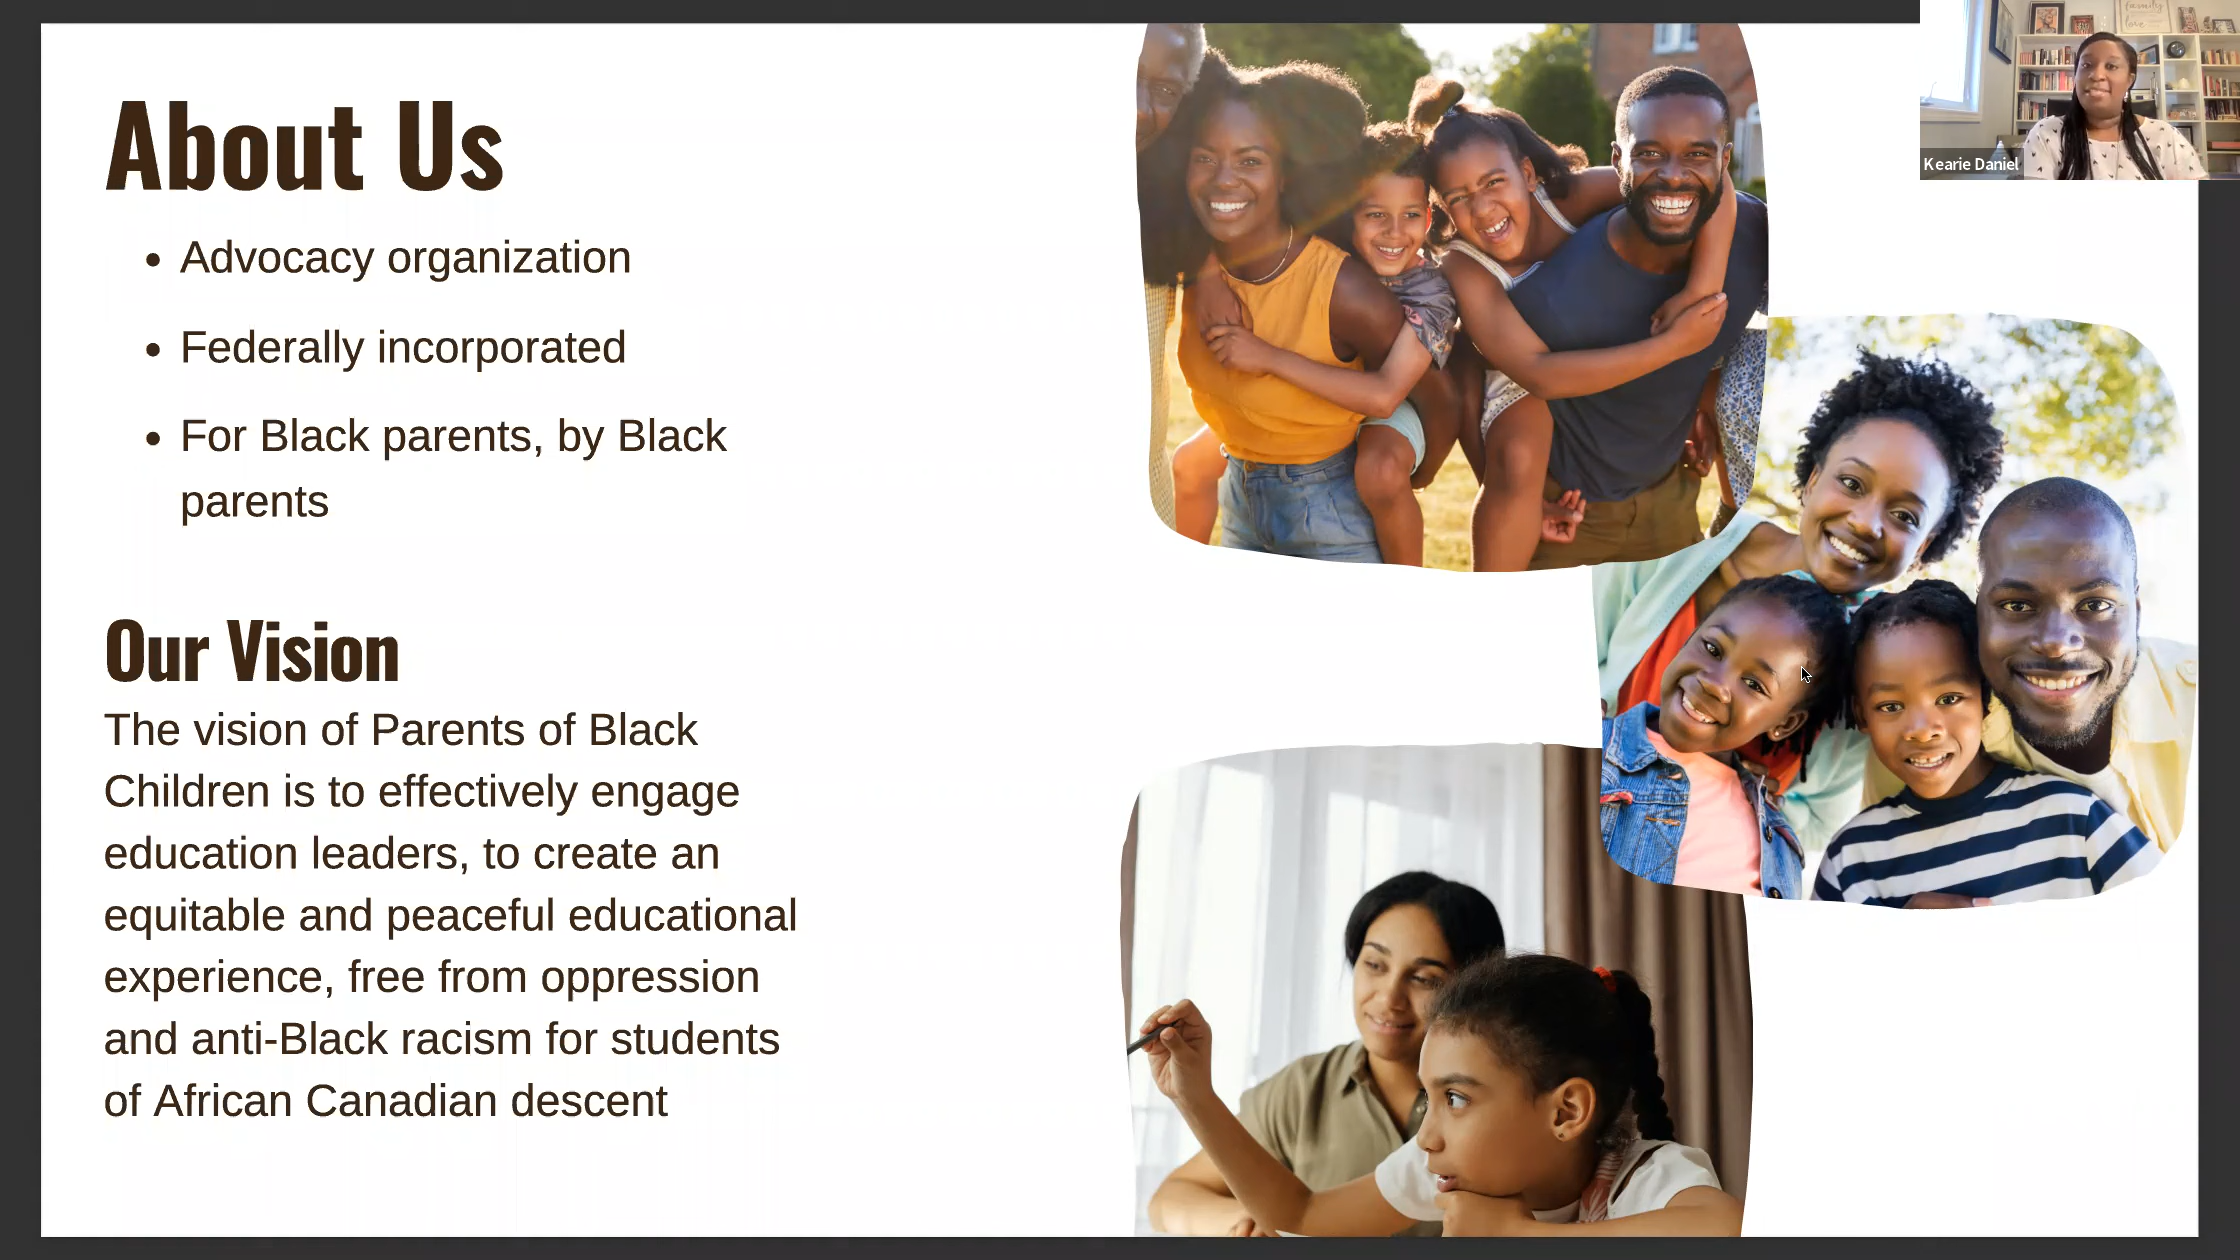 About Us
• Advocacy organization
• Federally incorporated
• For Black parents, by Black
parents
Our Vision
The vision of Parents of Black
Children is to effectively engage
education leaders, to create an
equitable and peaceful educational
experience, free from oppression
and anti-Black racism for students
of African Canadian descent
family
love
Kearie Daniel